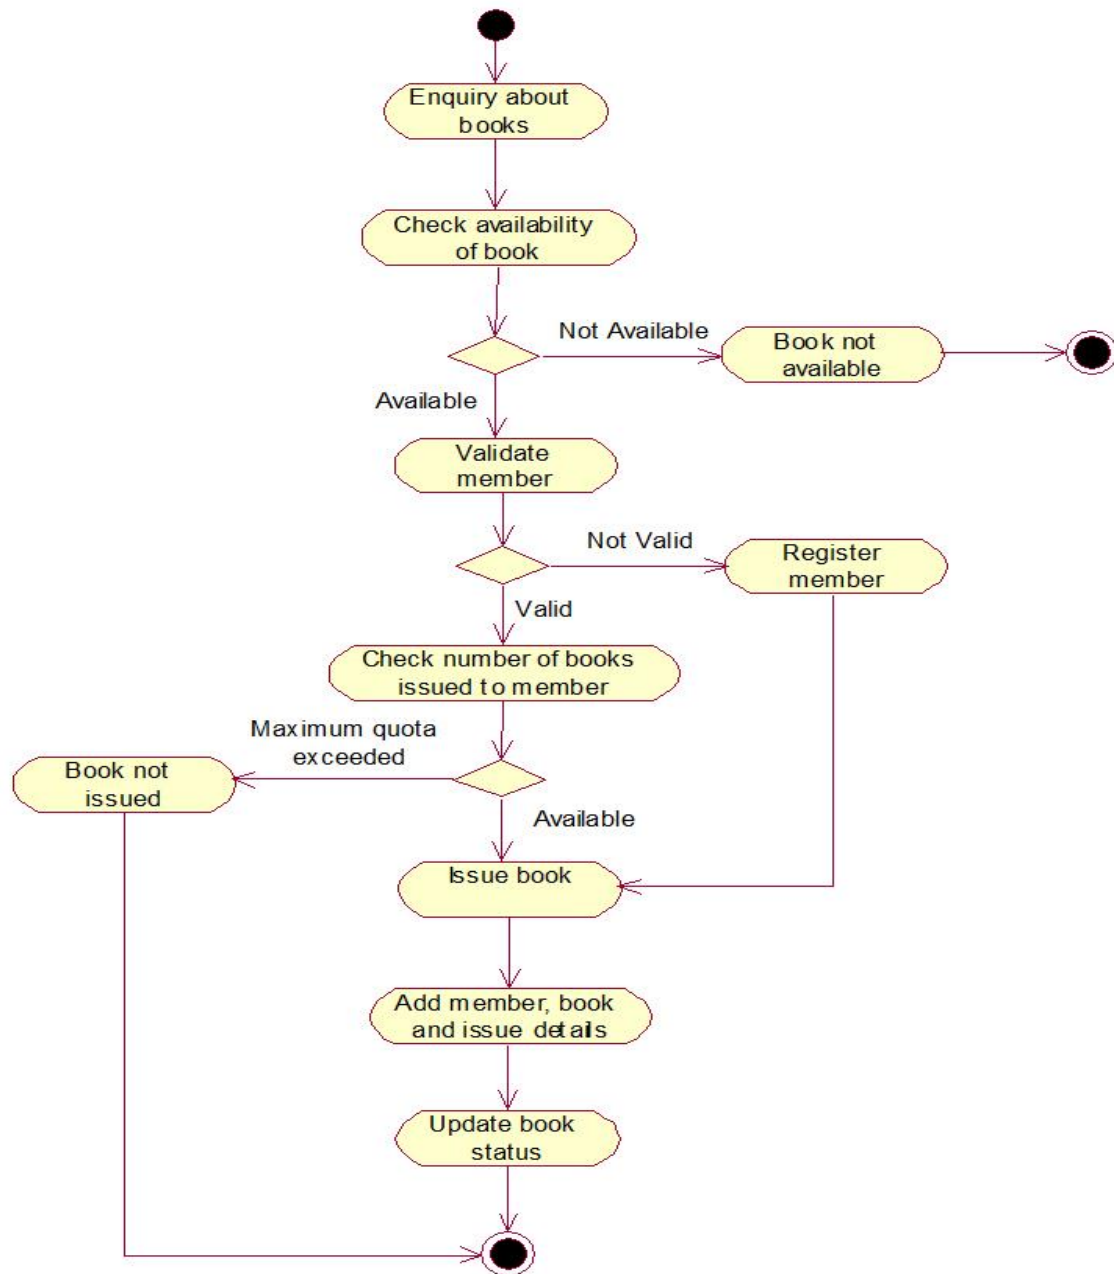 Enquiry about
books
Check availability
of book
Not Available
Book not
available
Available
Validate
member
Not Valid
Register
member
Valid
Check number of books
issued to member
Maximum quota
exceeded
Book not
issued
Available
Issue book
Add member, book
and issue details
Update book
status